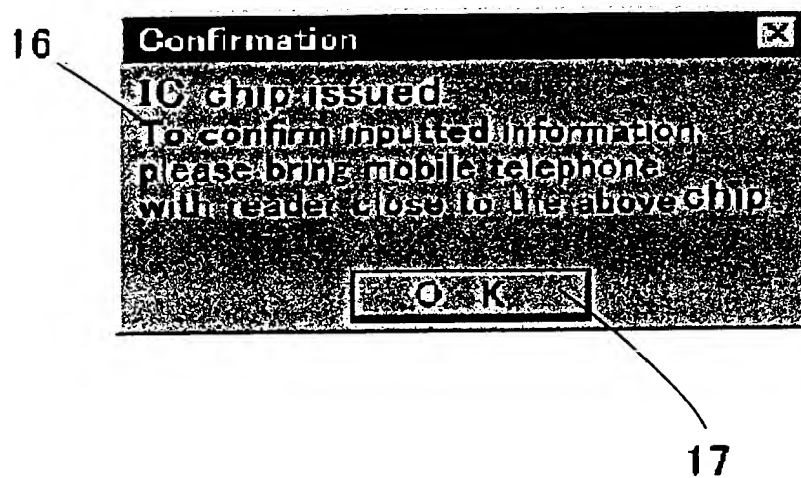 16
Confirmation
IC chip issued.
To confirm inputted information,
please bring mobile telephone
with reader close to the above chip
O K
17